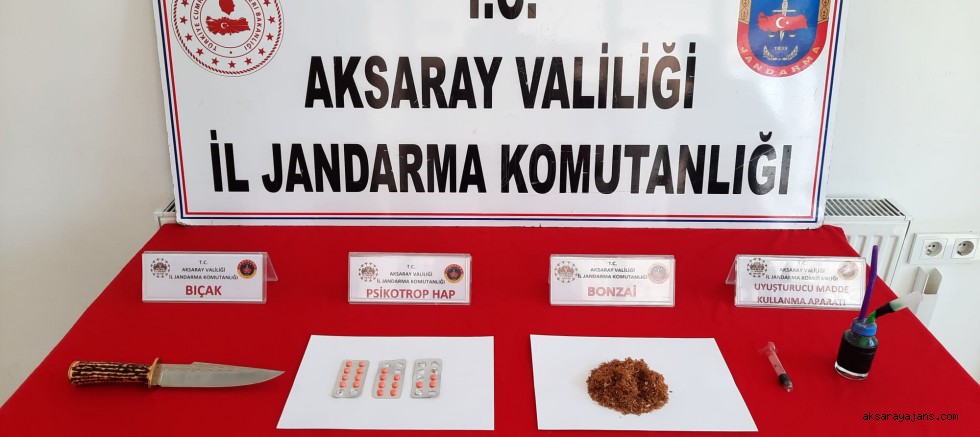 T.C.
AKSARAY VALİLİĞİ
İL JANDARMA KOMUTANLIĞI
JANDARMA
T.C.
AKSARAY VALİLİĞİ
İL JANDARMA KOMUTANLIĞI
BIÇAK
T.C.
AKSARAY VALİLİĞİ
İL JANDARMA KOMUTANLIĞI
PSİKOTROP HAP
T.C.
AKSARAY VALİLİĞİ
İL JANDARMA KOMUTANLIĞI
BONZAİ
AKSARAY VALİLİĞİ
İL JANDARMA KOMUTANLIĞI
UYUŞTURUCU MADDE
KULLANMA APARATI
aksarayajans.com